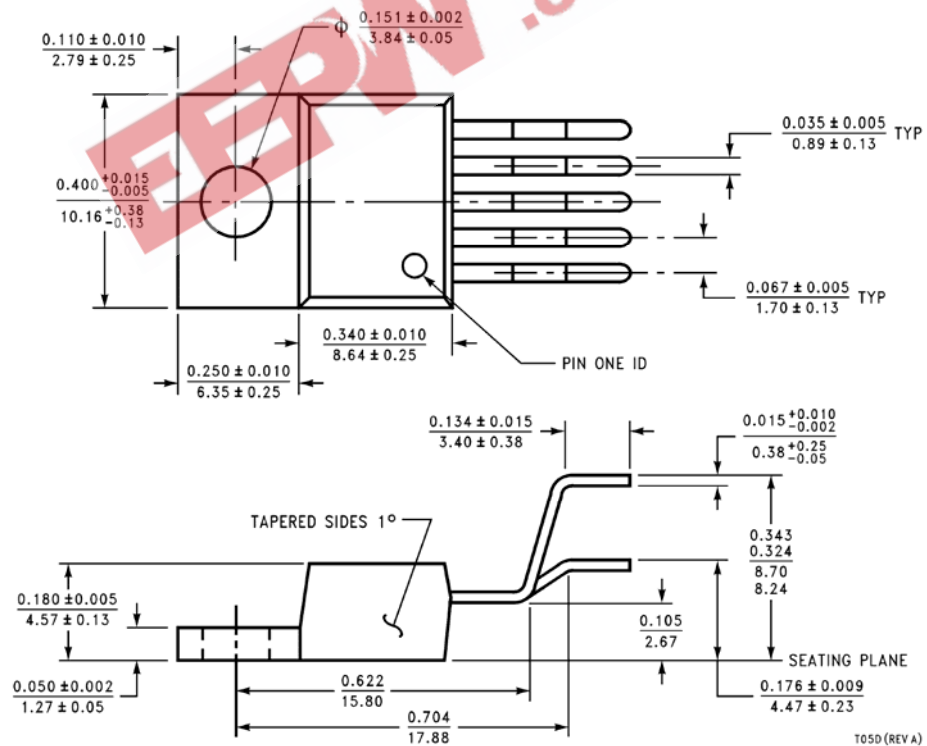 EEPW.c
ϕ 0.151 ± 0.002
3.84 ± 0.05
0.110 ± 0.010
2.79 ± 0.25
0.035 ± 0.005 TYP
0.89 ± 0.13
0.400 +0.015 -0.005
10.16 +0.38 -0.13
0.067 ± 0.005 TYP
1.70 ± 0.13
0.340 ± 0.010
8.64 ± 0.25
PIN ONE ID
0.250 ± 0.010
6.35 ± 0.25
0.134 ± 0.015
3.40 ± 0.38
0.015 +0.010 -0.002
0.38 +0.25 -0.05
TAPERED SIDES 1°
0.343
0.324
8.70
8.24
0.180 ± 0.005
4.57 ± 0.13
0.105
2.67
SEATING PLANE
0.050 ± 0.002
1.27 ± 0.05
0.622
15.80
0.176 ± 0.009
4.47 ± 0.23
0.704
17.88
T05D (REV A)